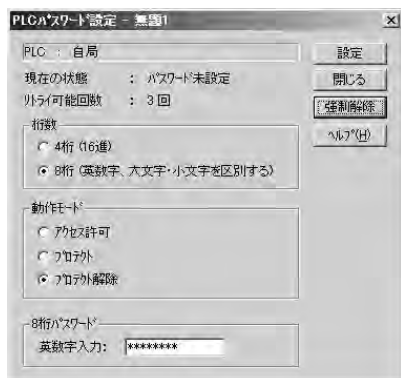 PLCパスワード設定 - 無題1
PLC : 自局
設定
現在の状態 : パスワード未設定
閉じる
リトライ可能回数 : 3回
強制解除
桁数
ヘルプ(H)
4桁 (16進)
8桁 (英数字、大文字・小文字を区別する)
動作モード
アクセス許可
プロテクト
プロテクト解除
8桁パスワード
英数字入力: ********